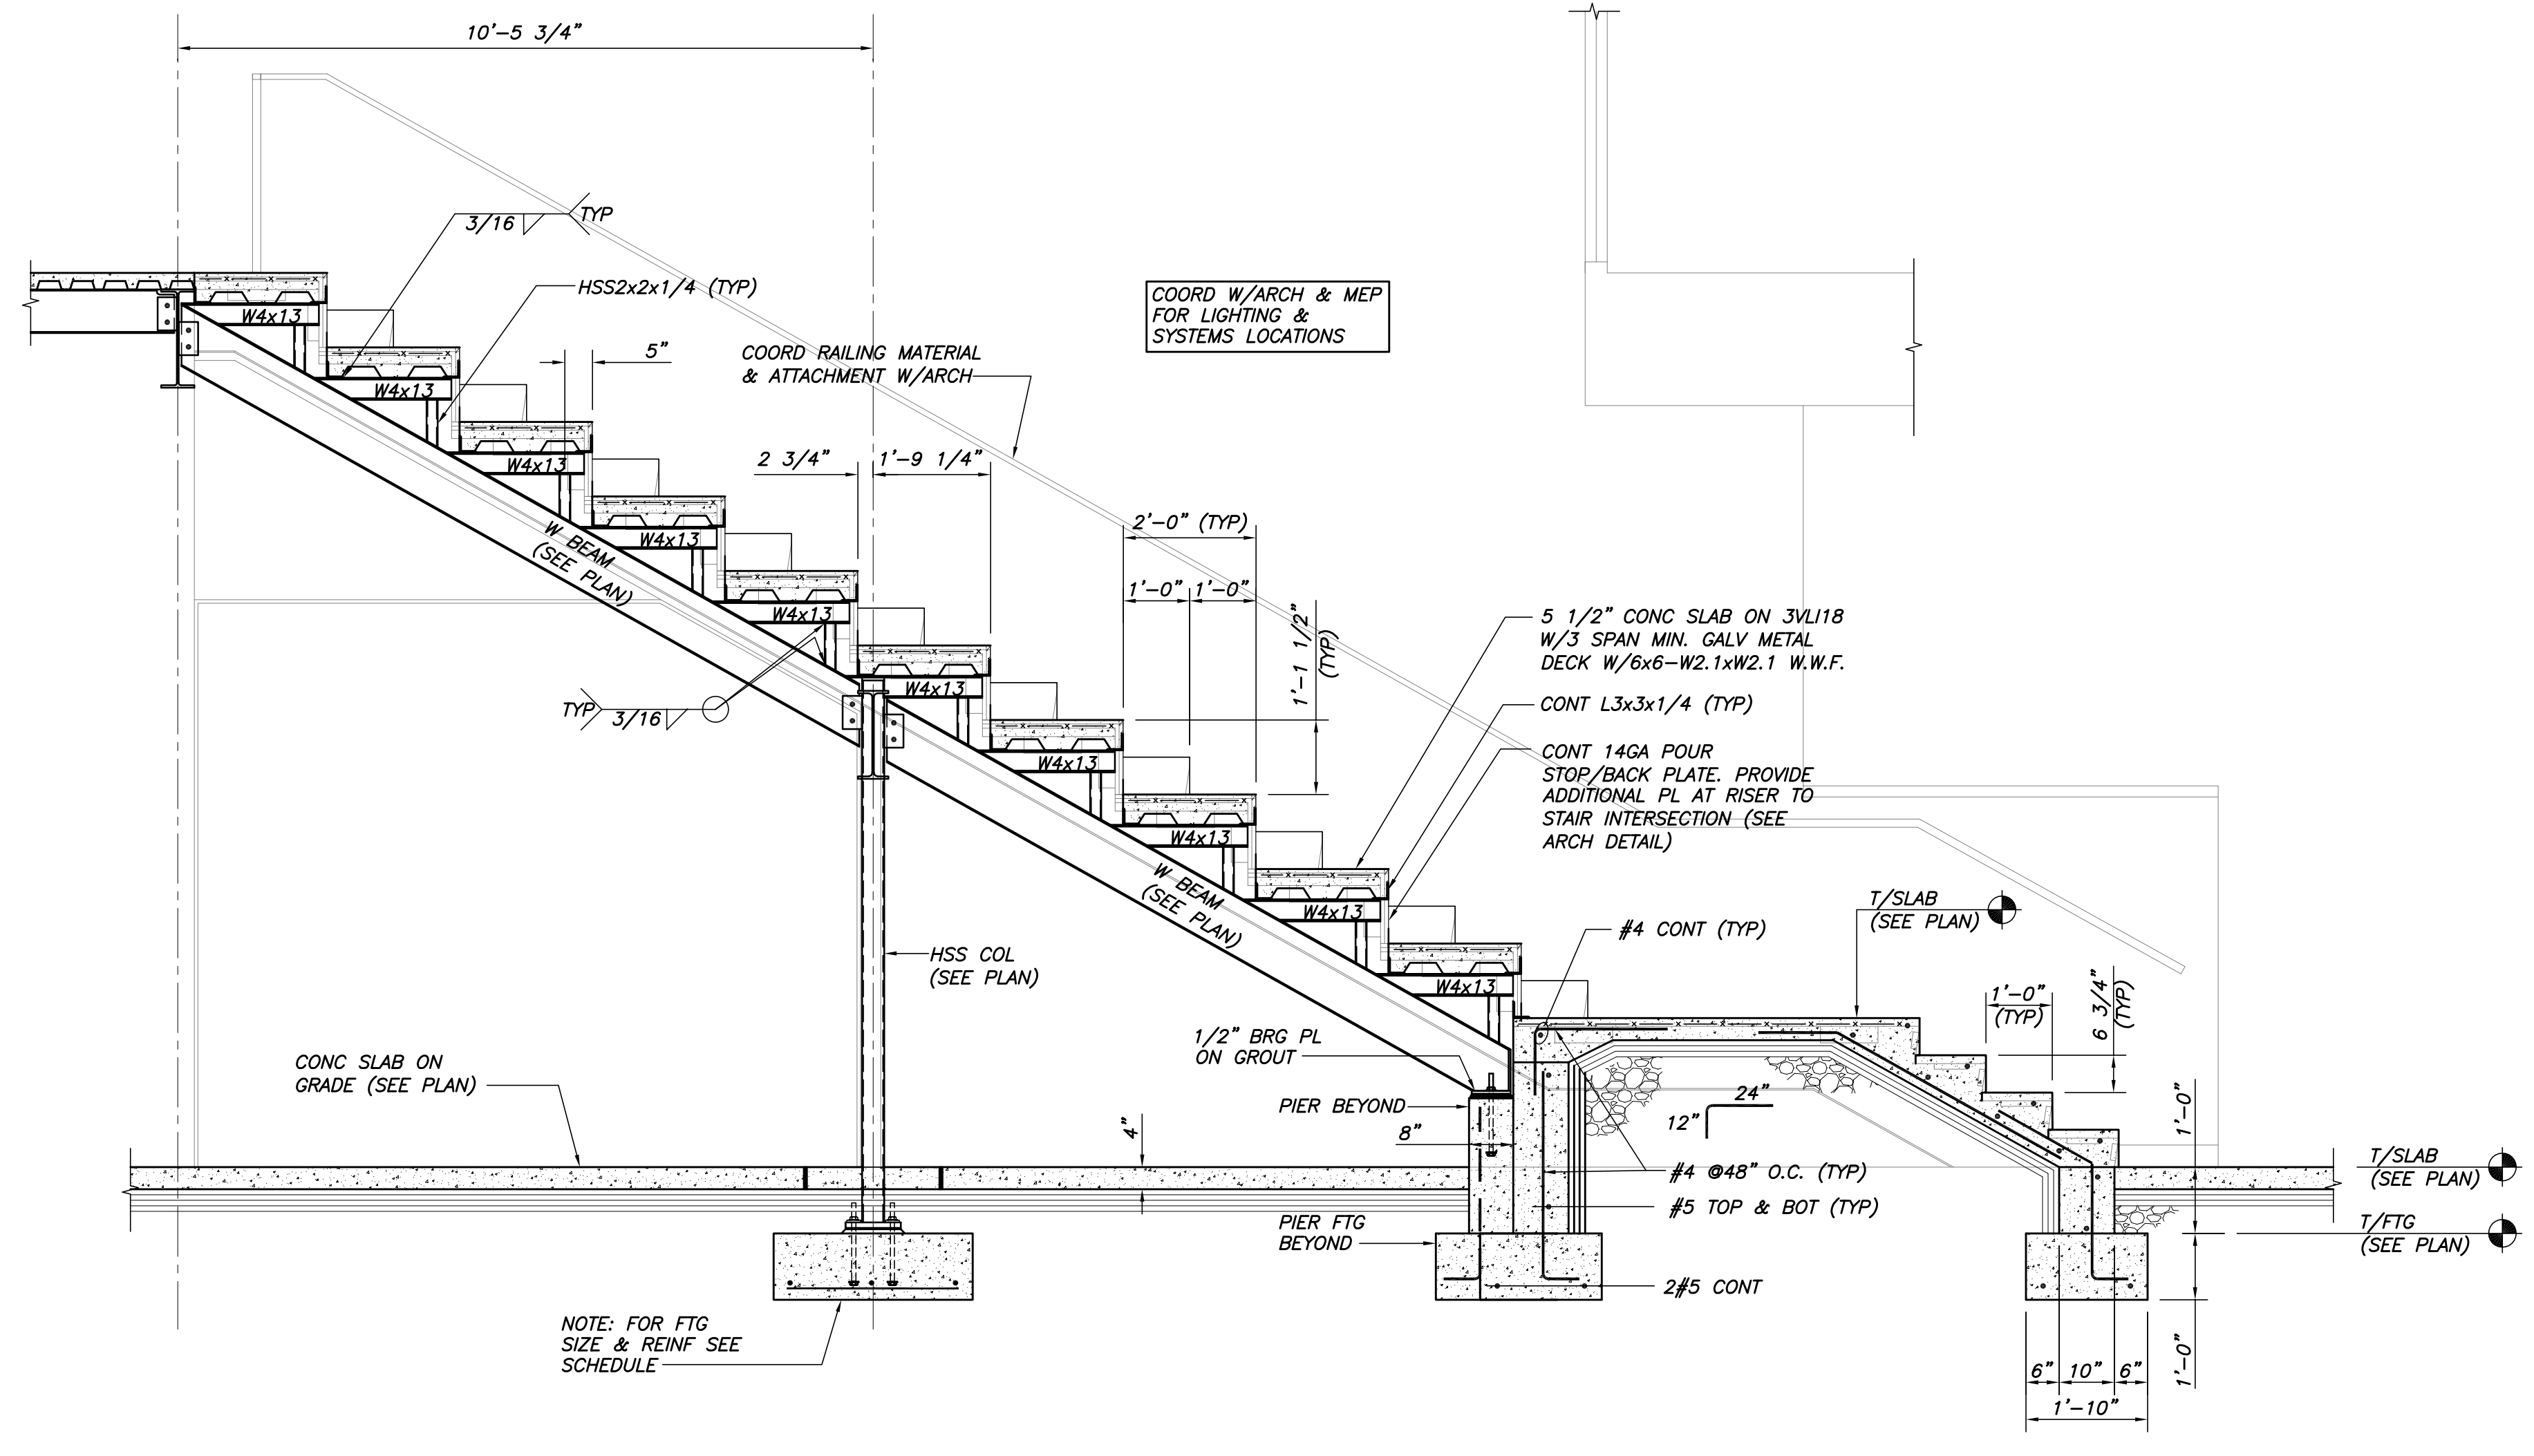 10'-5 3/4"
3/16
TYP
HSS2x2x1/4 (TYP)
W4x13
W4x13
W4x13
W4x13
W4x13
W4x13
W4x13
W4x13
W4x13
W4x13
5"
COORD RAILING MATERIAL
& ATTACHMENT W/ARCH
COORD W/ARCH & MEP
FOR LIGHTING &
SYSTEMS LOCATIONS
2 3/4"
1'-9 1/4"
2'-0" (TYP)
1'-0"
1'-0"
1'-1 1/2"
(TYP)
W BEAM
(SEE PLAN)
TYP
3/16
5 1/2" CONC SLAB ON 3VLI18
W/3 SPAN MIN. GALV METAL
DECK W/6x6-W2.1xW2.1 W.W.F.
CONT L3x3x1/4 (TYP)
CONT 14GA POUR
STOP/BACK PLATE. PROVIDE
ADDITIONAL PL AT RISER TO
STAIR INTERSECTION (SEE
ARCH DETAIL)
W BEAM
(SEE PLAN)
T/SLAB
(SEE PLAN)
#4 CONT (TYP)
HSS COL
(SEE PLAN)
1'-0"
(TYP)
6 3/4"
(TYP)
1/2" BRG PL
ON GROUT
CONC SLAB ON
GRADE (SEE PLAN)
PIER BEYOND
24"
12"
4"
8"
1'-0"
#4 @48" O.C. (TYP)
T/SLAB
(SEE PLAN)
#5 TOP & BOT (TYP)
PIER FTG
BEYOND
T/FTG
(SEE PLAN)
2#5 CONT
NOTE: FOR FTG
SIZE & REINF SEE
SCHEDULE
6"
10"
6"
1'-0"
1'-10"